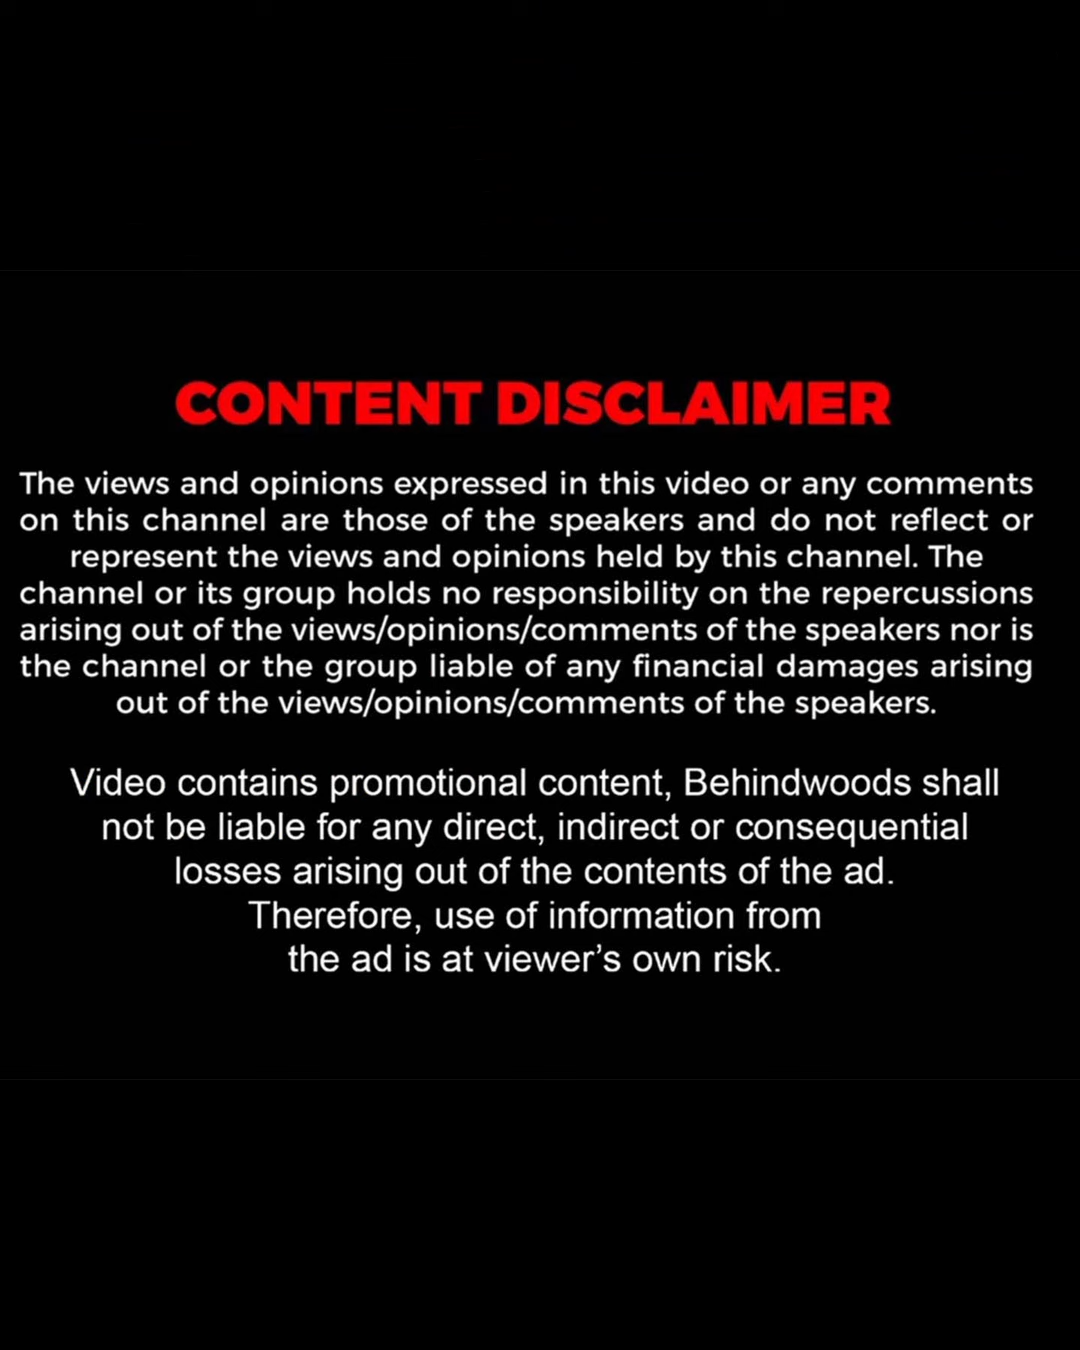 CONTENT DISCLAIMER
The views and opinions expressed in this video or any comments
on this channel are those of the speakers and do not reflect or
represent the views and opinions held by this channel. The
channel or its group holds no responsibility on the repercussions
arising out of the views/opinions/comments of the speakers nor is
the channel or the group liable of any financial damages arising
out of the views/opinions/comments of the speakers.
Video contains promotional content, Behindwoods shall
not be liable for any direct, indirect or consequential
losses arising out of the contents of the ad.
Therefore, use of information from
the ad is at viewer’s own risk.